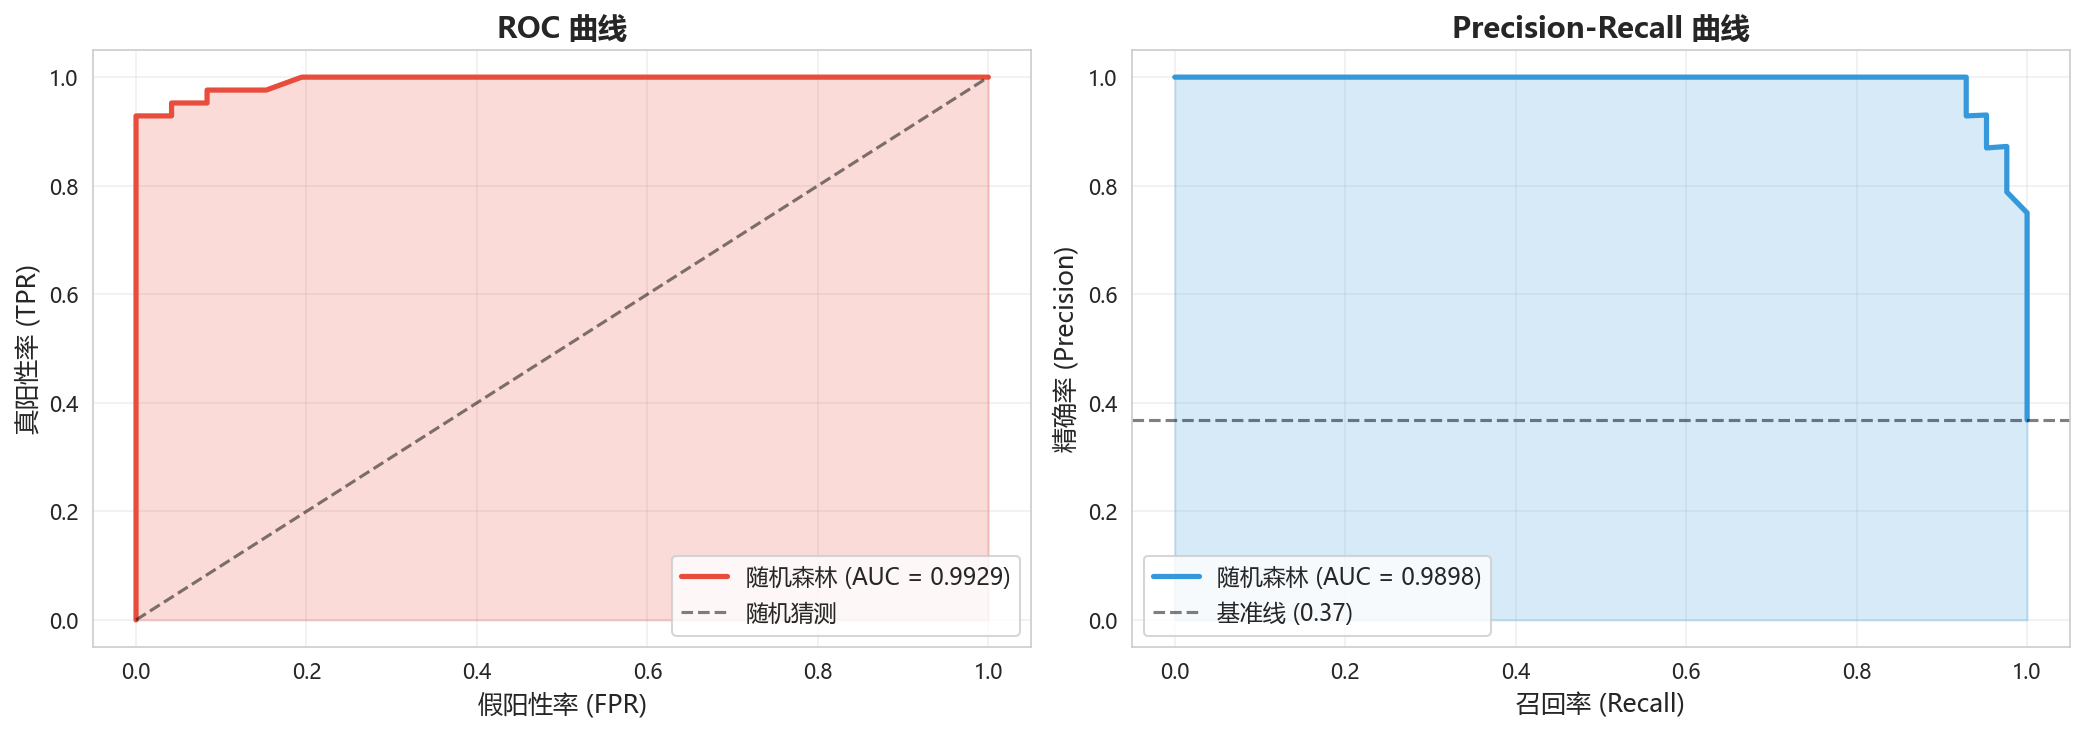 ROC 曲线
真阳性率 (TPR)
1.0
0.8
0.6
0.4
0.2
0.0
0.0 0.2 0.4 0.6 0.8 1.0
假阳性率 (FPR)
随机森林 (AUC = 0.9929)
随机猜测
Precision-Recall 曲线
精确率 (Precision)
1.0
0.8
0.6
0.4
0.2
0.0
0.0 0.2 0.4 0.6 0.8 1.0
召回率 (Recall)
随机森林 (AUC = 0.9898)
基准线 (0.37)